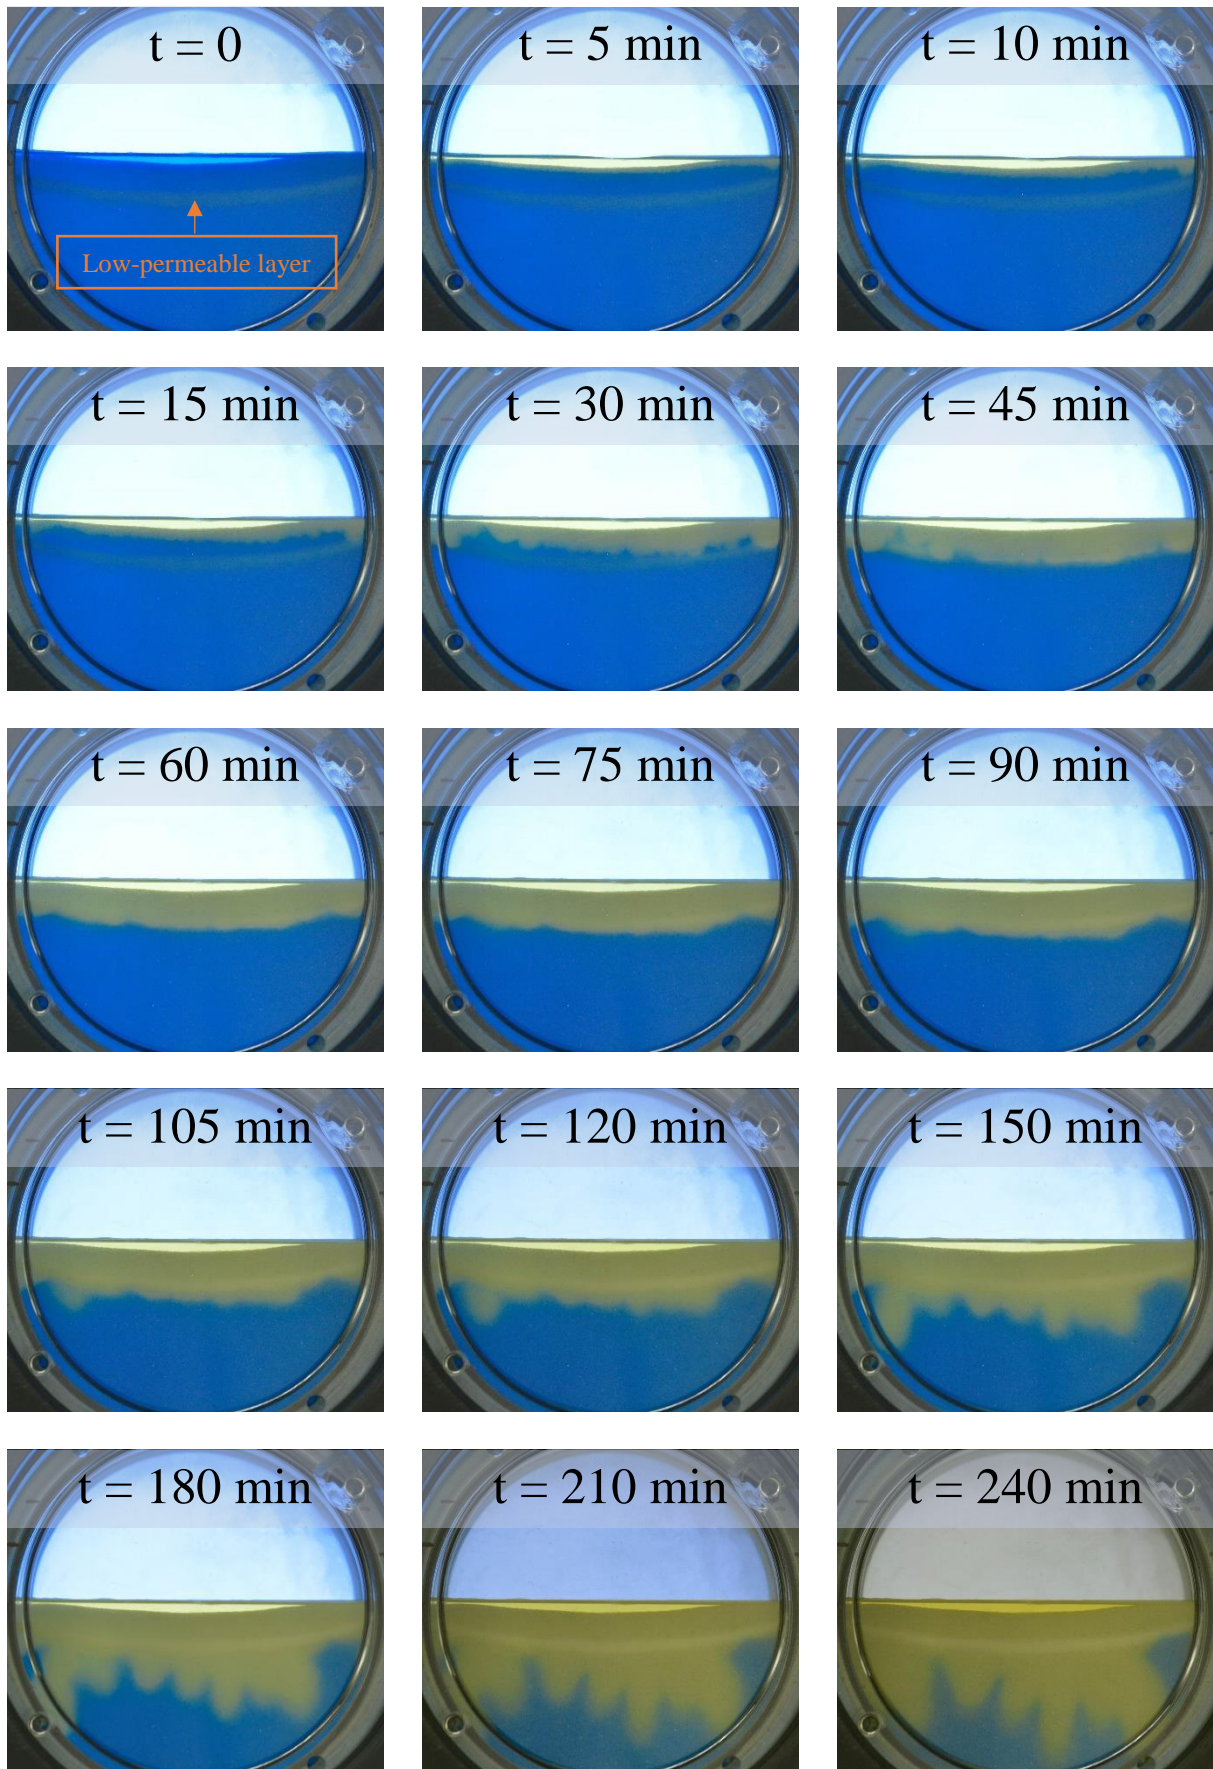 t = 0
t = 5 min
t = 10 min
Low-permeable layer
t = 15 min
t = 30 min
t = 45 min
t = 60 min
t = 75 min
t = 90 min
t = 105 min
t = 120 min
t = 150 min
t = 180 min
t = 210 min
t = 240 min